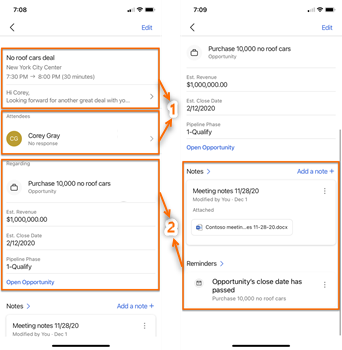 7:08
Edit
No roof cars deal
New York City Center
7:30 PM → 8:00 PM (30 minutes)
Hi Corey,
Looking forward for another great deal with yo...
Attendees
CG
Corey Gray
No response
Regarding
Purchase 10,000 no roof cars
Opportunity
Est. Revenue
$1,000,000.00
Est. Close Date
2/12/2020
Pipeline Phase
1-Qualify
Open Opportunity
Notes
Add a note +
Meeting notes 11/28/20
Modified by You · Dec 1
1
2
7:09
Edit
Purchase 10,000 no roof cars
Opportunity
Est. Revenue
$1,000,000.00
Est. Close Date
2/12/2020
Pipeline Phase
1-Qualify
Open Opportunity
Notes
Add a note +
Meeting notes 11/28/20
Modified by You · Dec 1
Attached
Contoso meetin...es 11-28-20.docx
Reminders
Opportunity's close date has
passed
Purchase 10,000 no roof cars